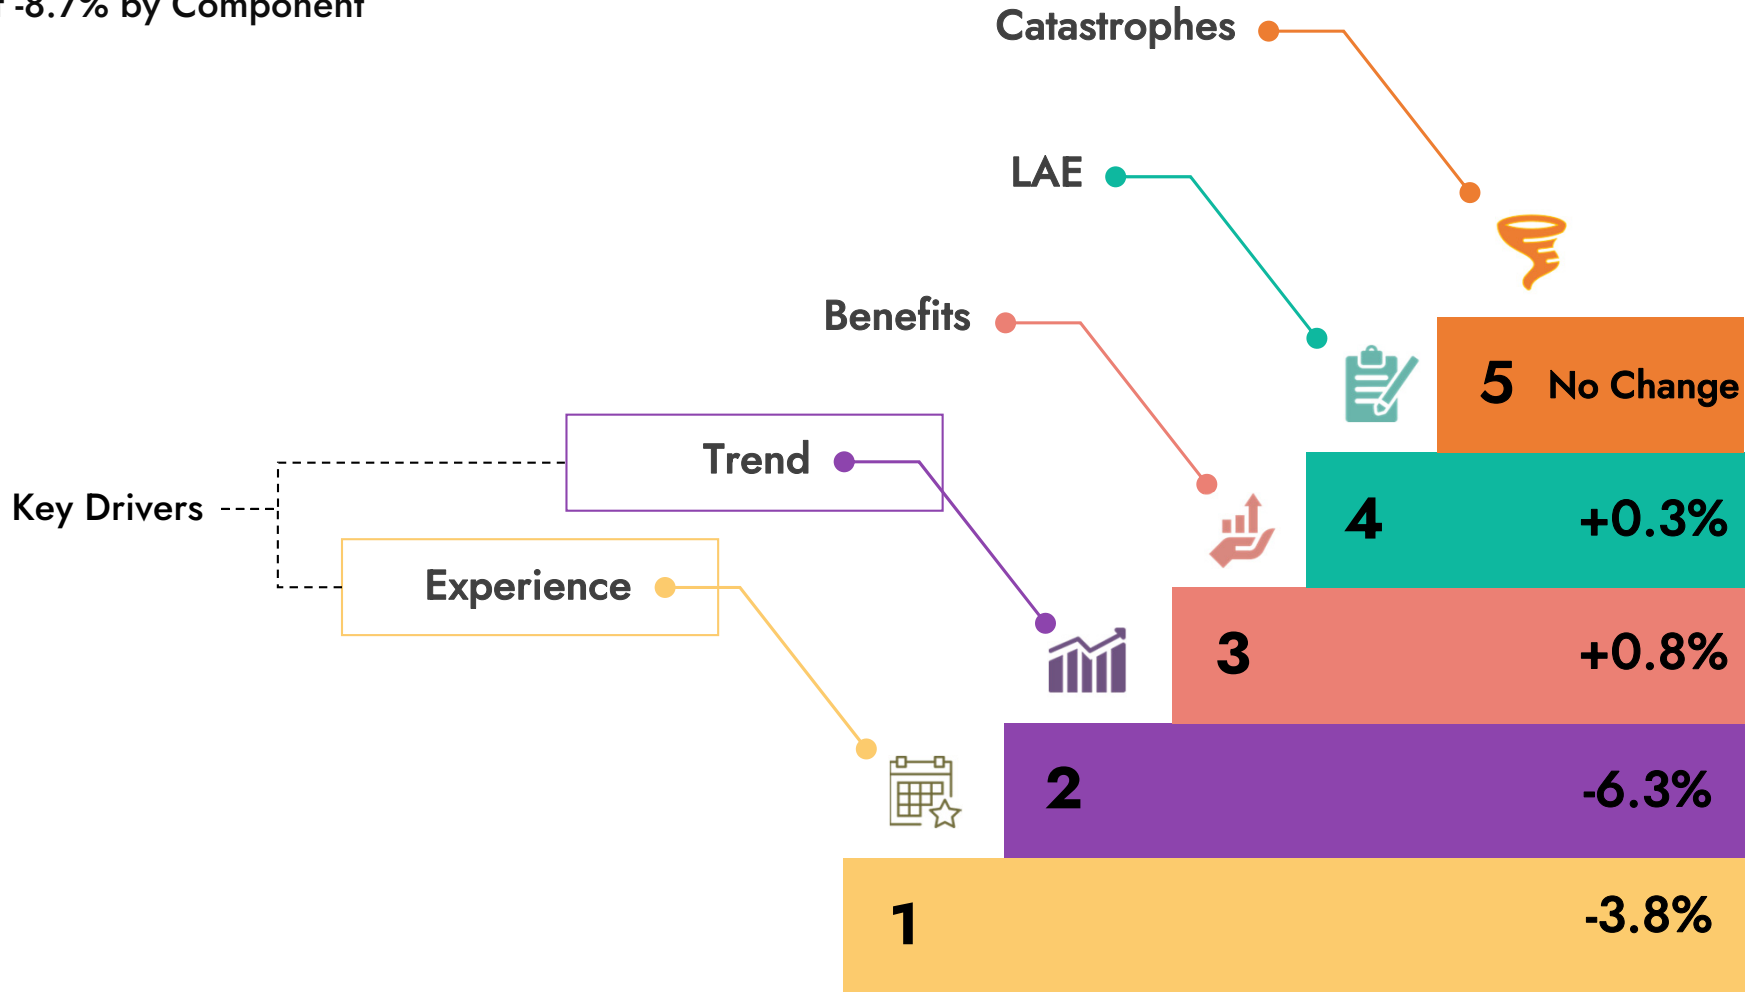 -8.7% by Component
Catastrophes
LAE
Benefits
5 No Change
Trend
4 +0.3%
Key Drivers
Experience
3 +0.8%
2 -6.3%
1 -3.8%